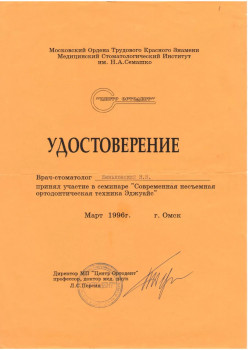 Московский Ордена Трудового Красного Знамени
Медицинский Стоматологический Институт
им. Н.А.Семашко
УДОСТОВЕРЕНИЕ
Врач-стоматолог
принял участие в семинаре "Современная несъемная
ортодонтическая техника Эджуайс"
Март 1996г. г. Омск
Директор МП "Центр Ортодонт"
профессор, доктор мед. наук